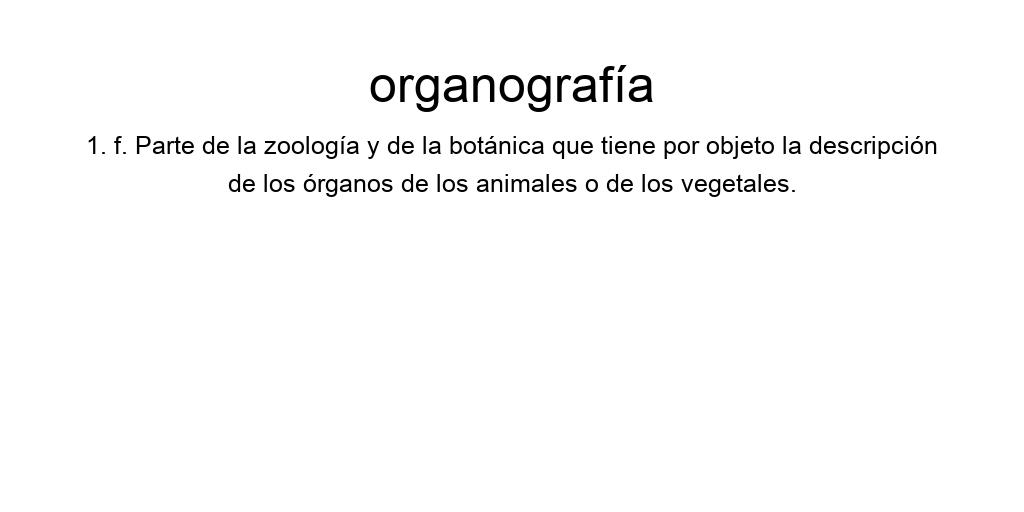 organografía
1. f. Parte de la zoología y de la botánica que tiene por objeto la descripción
de los órganos de los animales o de los vegetales.